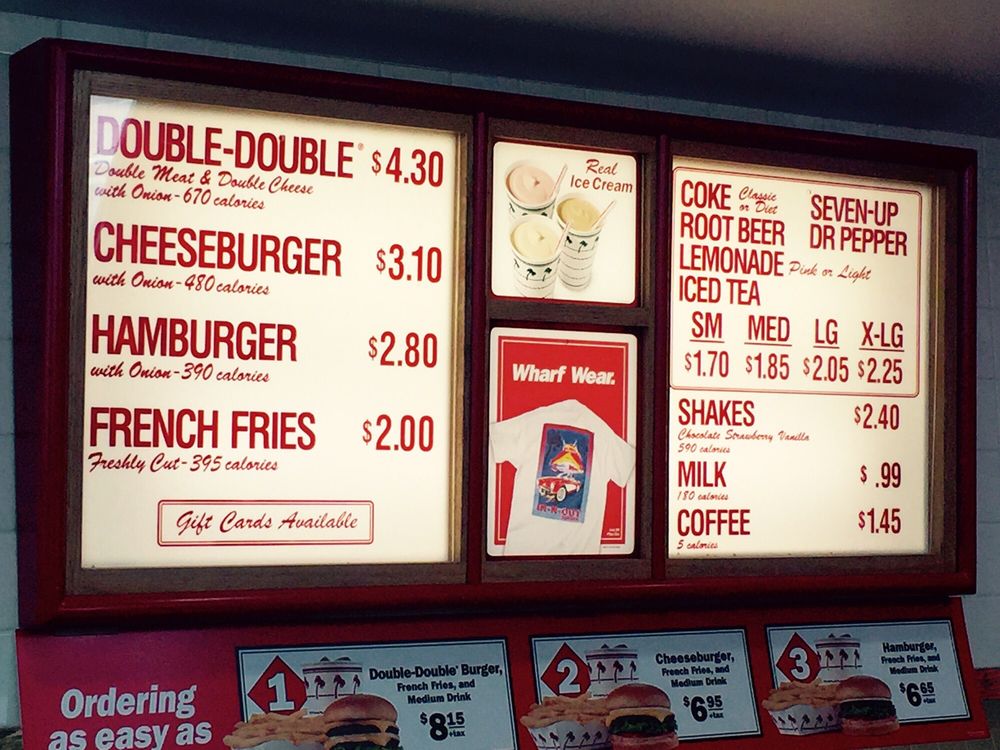 DOUBLE-DOUBLE® $4.30
Double Meat & Double Cheese
with Onion-670 calories
CHEESEBURGER $3.10
with Onion-480 calories
HAMBURGER $2.80
with Onion-390 calories
FRENCH FRIES $2.00
Freshly Cut-395 calories
Gift Cards Available
Real
Ice Cream
Wharf Wear.
IN-N-OUT
COKE Classic or Diet SEVEN-UP
ROOT BEER DR PEPPER
LEMONADE Pink or Light
ICED TEA
SM MED LG X-LG
$1.70 $1.85 $2.05 $2.25
SHAKES $2.40
Chocolate Strawberry Vanilla
590 calories
MILK $.99
180 calories
COFFEE $1.45
5 calories
Ordering
as easy as
1
Double-Double® Burger,
French Fries, and
Medium Drink
$8.15 +tax
2
Cheeseburger,
French Fries, and
Medium Drink
$6.95 +tax
3
Hamburger,
French Fries, and
Medium Drink
$6.65 +tax